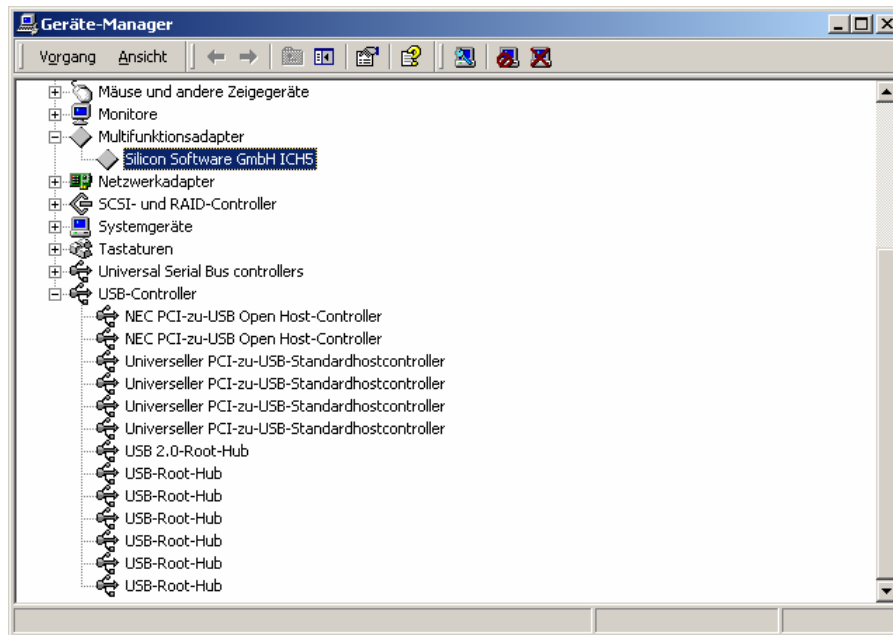 Geräte-Manager
Vorgang Ansicht
Mäuse und andere Zeigegeräte
Monitore
Multifunktionsadapter
Silicon Software GmbH ICH5
Netzwerkadapter
SCSI- und RAID-Controller
Systemgeräte
Tastaturen
Universal Serial Bus controllers
USB-Controller
NEC PCI-zu-USB Open Host-Controller
NEC PCI-zu-USB Open Host-Controller
Universeller PCI-zu-USB-Standardhostcontroller
Universeller PCI-zu-USB-Standardhostcontroller
Universeller PCI-zu-USB-Standardhostcontroller
Universeller PCI-zu-USB-Standardhostcontroller
USB 2.0-Root-Hub
USB-Root-Hub
USB-Root-Hub
USB-Root-Hub
USB-Root-Hub
USB-Root-Hub
USB-Root-Hub